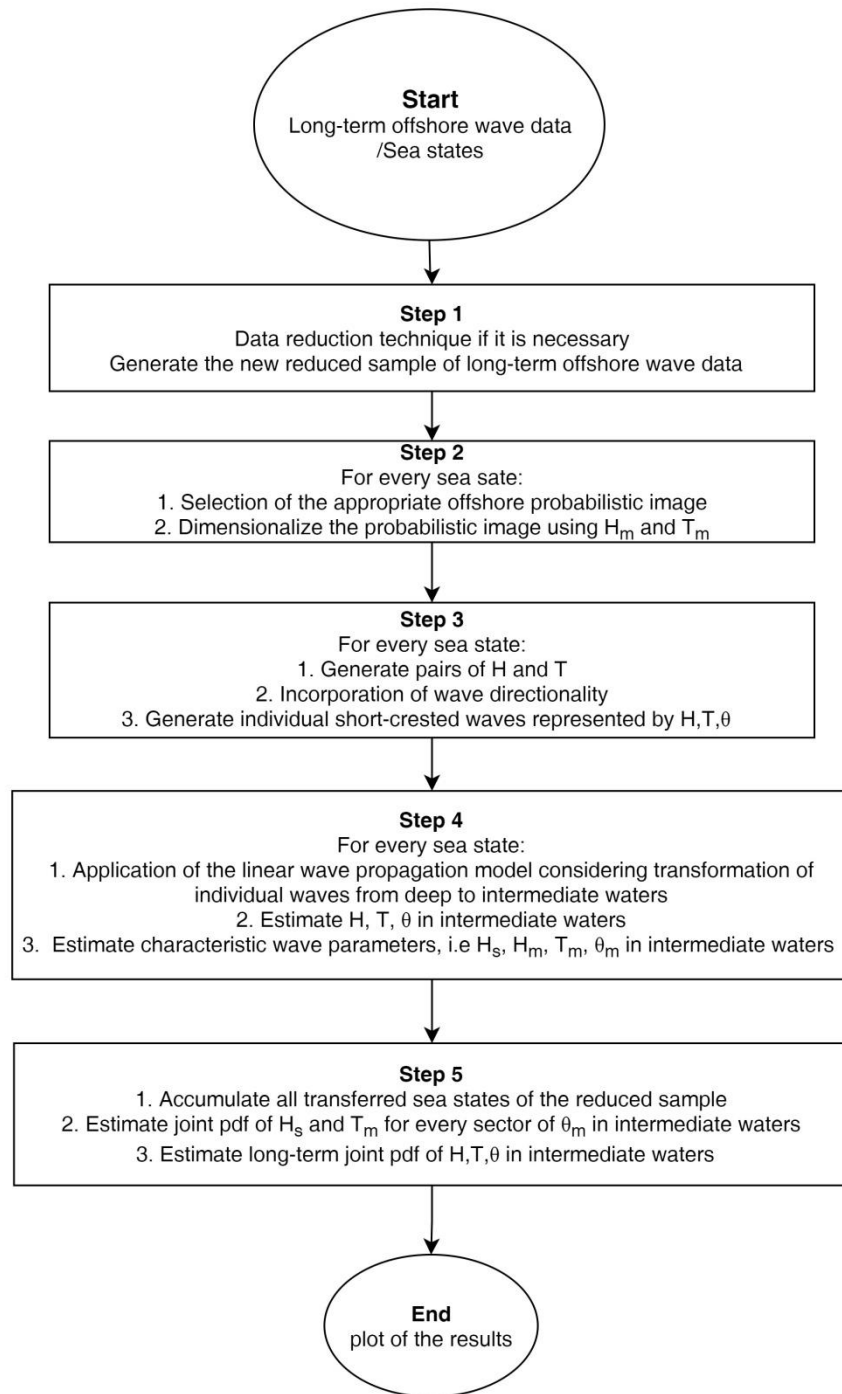 Start
Long-term offshore wave data
/Sea states
Step 1
Data reduction technique if it is necessary
Generate the new reduced sample of long-term offshore wave data
Step 2
For every sea sate:
1. Selection of the appropriate offshore probabilistic image
2. Dimensionalize the probabilistic image using Hm and Tm
Step 3
For every sea state:
1. Generate pairs of H and T
2. Incorporation of wave directionality
3. Generate individual short-crested waves represented by H,T,θ
Step 4
For every sea state:
1. Application of the linear wave propagation model considering transformation of
individual waves from deep to intermediate waters
2. Estimate H, T, θ in intermediate waters
3. Estimate characteristic wave parameters, i.e Hs, Hm, Tm, θm in intermediate waters
Step 5
1. Accumulate all transferred sea states of the reduced sample
2. Estimate joint pdf of Hs and Tm for every sector of θm in intermediate waters
3. Estimate long-term joint pdf of H,T,θ in intermediate waters
End
plot of the results